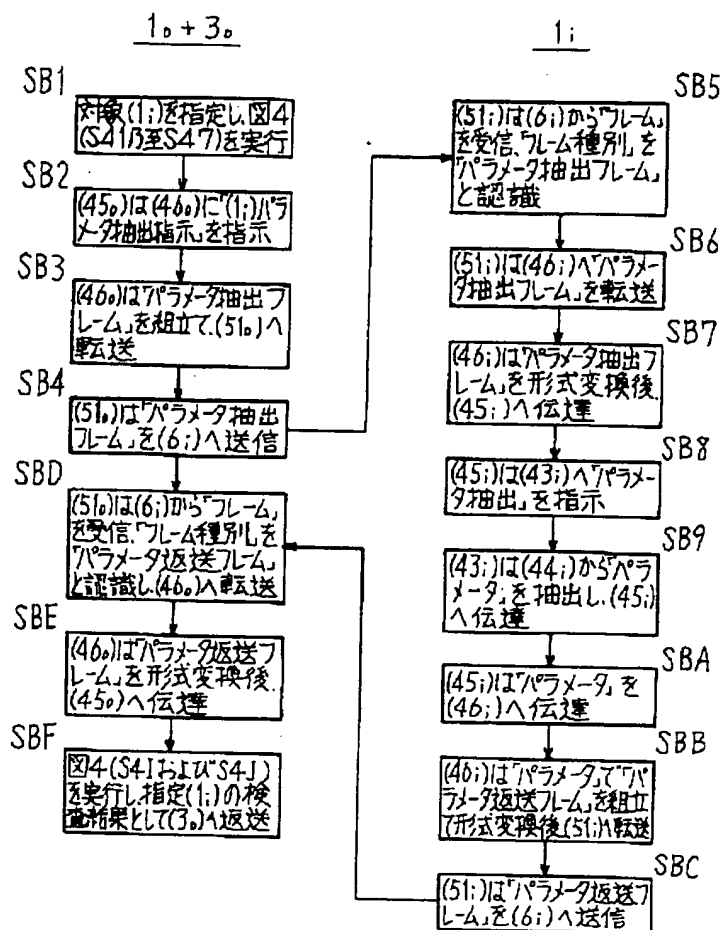 1₀ + 3₀
SB1
対象(1ᵢ)を指定し、図4
(S41乃至S47)を実行
SB2
(45₀)は(46₀)に「(1ᵢ)パラ
メータ抽出指示」を指示
SB3
(46₀)は「パラメータ抽出フ
レーム」を組立て、(51₀)へ
転送
SB4
(51₀)は「パラメータ抽出
フレーム」を(6ᵢ)へ送信
SBD
(51₀)は(6ᵢ)から「フレーム」
を受信、「フレーム種別」を
「パラメータ返送フレーム」
と認識し、(46₀)へ転送
SBE
(46₀)は「パラメータ返送フ
レーム」を形式変換後、
(45₀)へ伝達
SBF
図4(S4IおよびS4J)
を実行し、指定(1ᵢ)の検
査結果として(3₀)へ返送
1ᵢ
SB5
(51ᵢ)は(6ᵢ)から「フレーム」
を受信、「フレーム種別」を
「パラメータ抽出フレーム」
と認識
SB6
(51ᵢ)は(46ᵢ)へ「パラメー
タ抽出フレーム」を転送
SB7
(46ᵢ)は「パラメータ抽出フ
レーム」を形式変換後、
(45ᵢ)へ伝達
SB8
(45ᵢ)は(43ᵢ)へ「パラメー
タ抽出」を指示
SB9
(43ᵢ)は(44ᵢ)から「パラメ
ータ」を抽出し、(45ᵢ)
へ伝達
SBA
(45ᵢ)は「パラメータ」を
(46ᵢ)へ伝達
SBB
(46ᵢ)は「パラメータ」で「パ
ラメータ返送フレーム」を組立
て形式変換後、(51ᵢ)へ転送
SBC
(51ᵢ)は「パラメータ返送フ
レーム」を(6ᵢ)へ送信